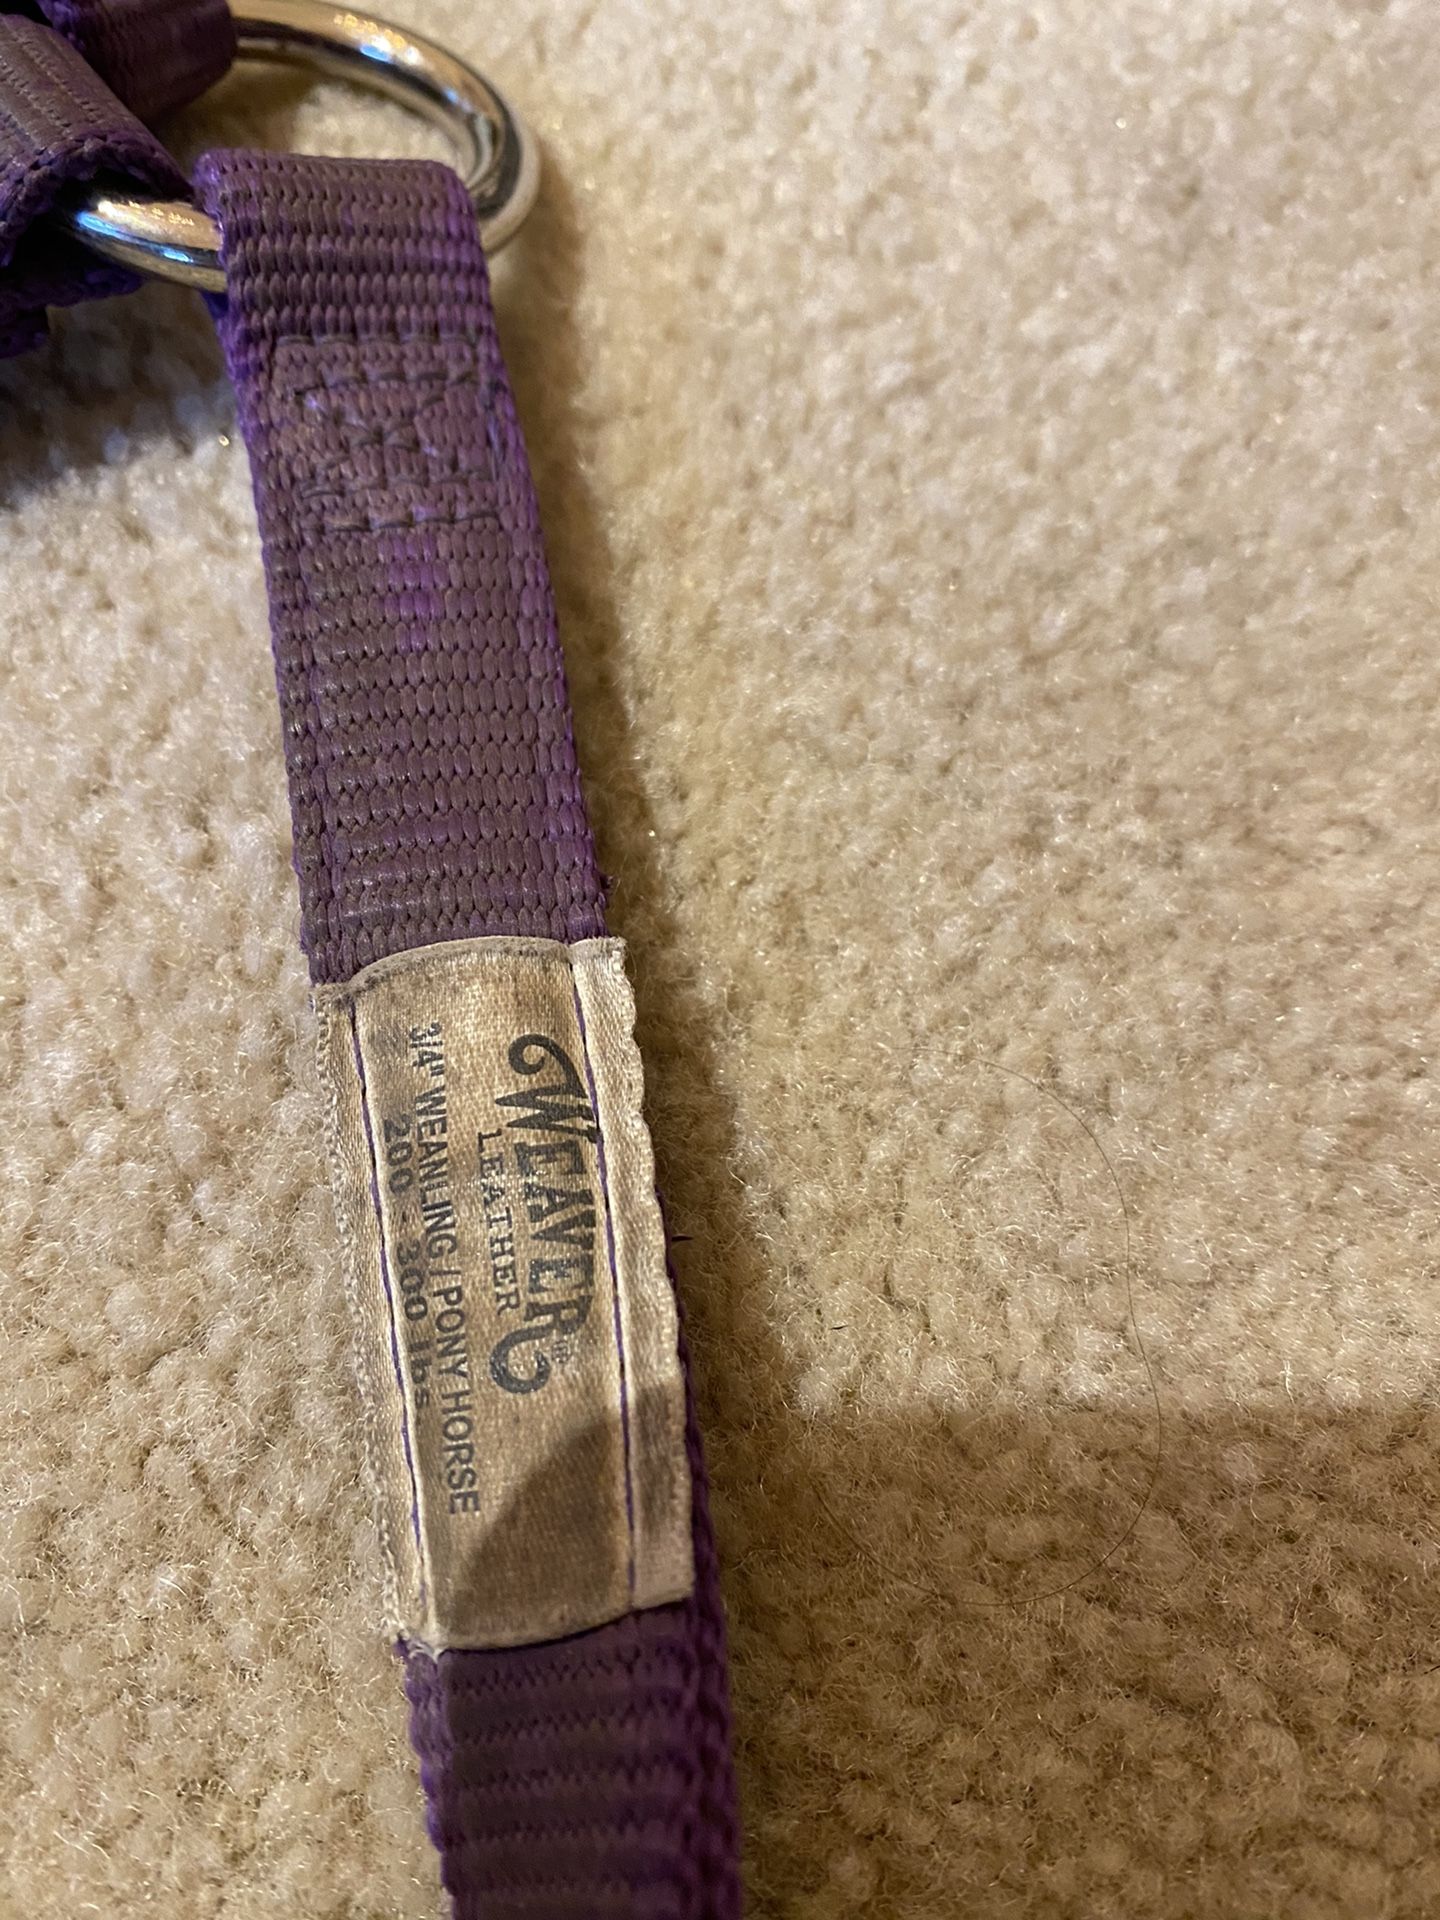 WEAVER®
LEATHER
3/4" WEANLING/PONY HORSE
200 - 300 lbs.